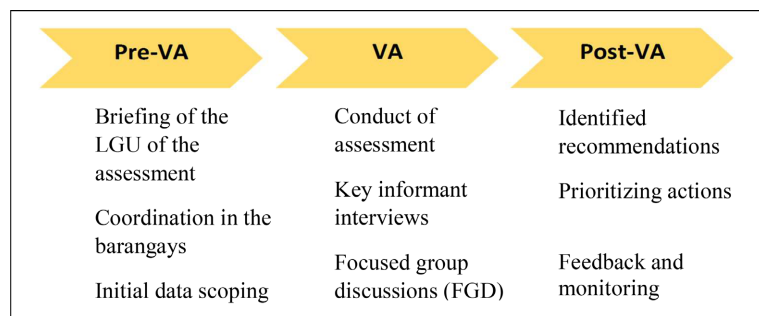 Pre-VA
Briefing of the
LGU of the
assessment
Coordination in the
barangays
Initial data scoping
VA
Conduct of
assessment
Key informant
interviews
Focused group
discussions (FGD)
Post-VA
Identified
recommendations
Prioritizing actions
Feedback and
monitoring